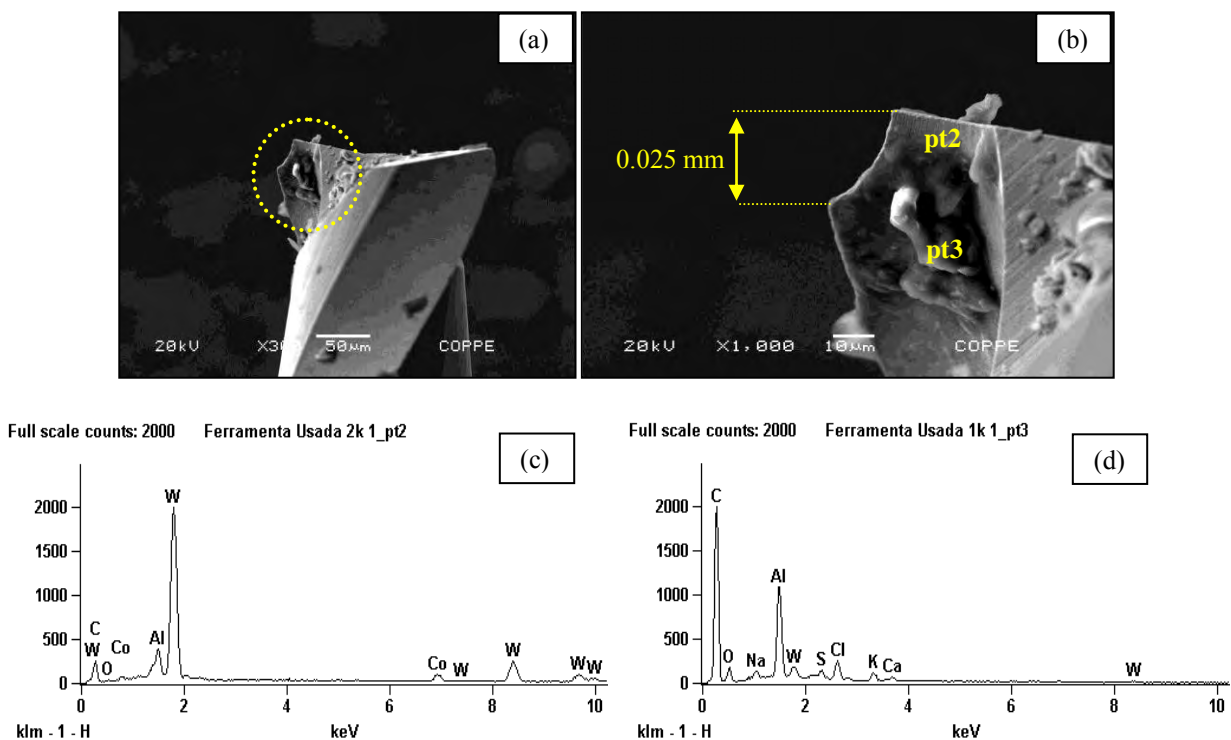 (a)
20kV X300 50μm COPPE
(b)
0.025 mm
pt2
pt3
20kV X1,000 10μm COPPE
Full scale counts: 2000 Ferramenta Usada 2k 1_pt2
(c)
2000
1500
1000
500
0
C
W
O
Co
Al
W
Co
W
W
W
W
0 2 4 6 8 10
klm - 1 - H keV
Full scale counts: 2000 Ferramenta Usada 1k 1_pt3
(d)
2000
1500
1000
500
0
C
O
Na
Al
W
S
Cl
K
Ca
W
0 2 4 6 8 10
klm - 1 - H keV